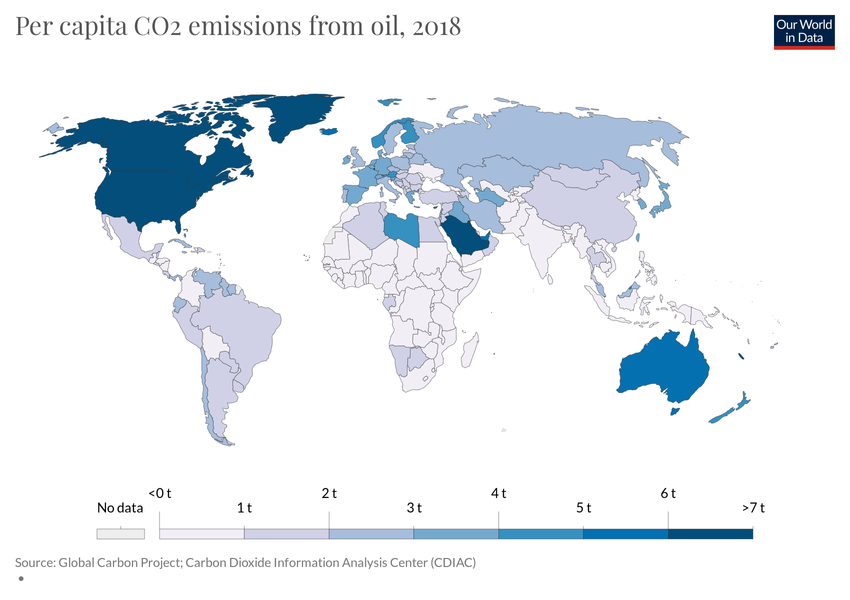 Per capita CO2 emissions from oil, 2018
Our World
in Data
<0 t 2 t 4 t 6 t
No data 1 t 3 t 5 t >7 t
Source: Global Carbon Project; Carbon Dioxide Information Analysis Center (CDIAC)